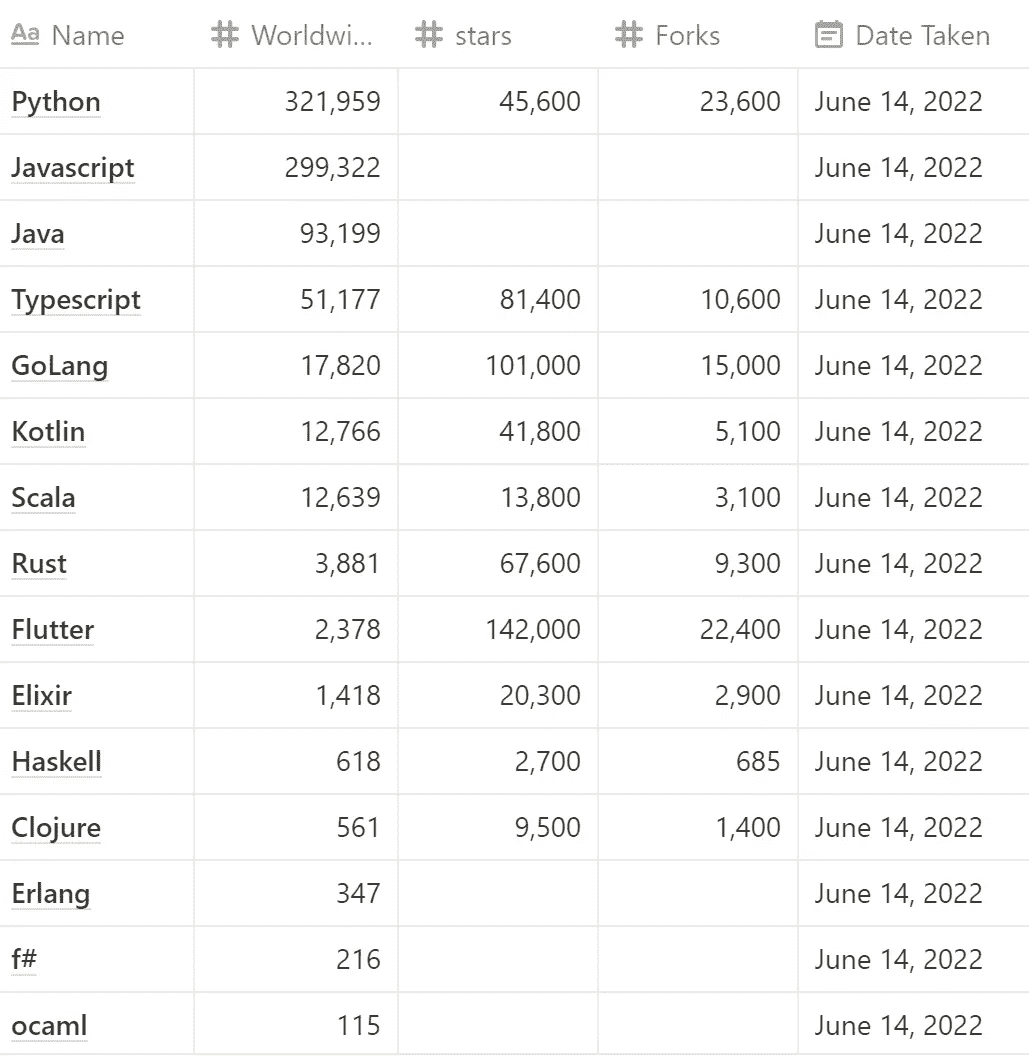 Aa Name # Worldwi... # stars # Forks Date Taken
Python 321,959 45,600 23,600 June 14, 2022
Javascript 299,322 June 14, 2022
Java 93,199 June 14, 2022
Typescript 51,177 81,400 10,600 June 14, 2022
GoLang 17,820 101,000 15,000 June 14, 2022
Kotlin 12,766 41,800 5,100 June 14, 2022
Scala 12,639 13,800 3,100 June 14, 2022
Rust 3,881 67,600 9,300 June 14, 2022
Flutter 2,378 142,000 22,400 June 14, 2022
Elixir 1,418 20,300 2,900 June 14, 2022
Haskell 618 2,700 685 June 14, 2022
Clojure 561 9,500 1,400 June 14, 2022
Erlang 347 June 14, 2022
f# 216 June 14, 2022
ocaml 115 June 14, 2022